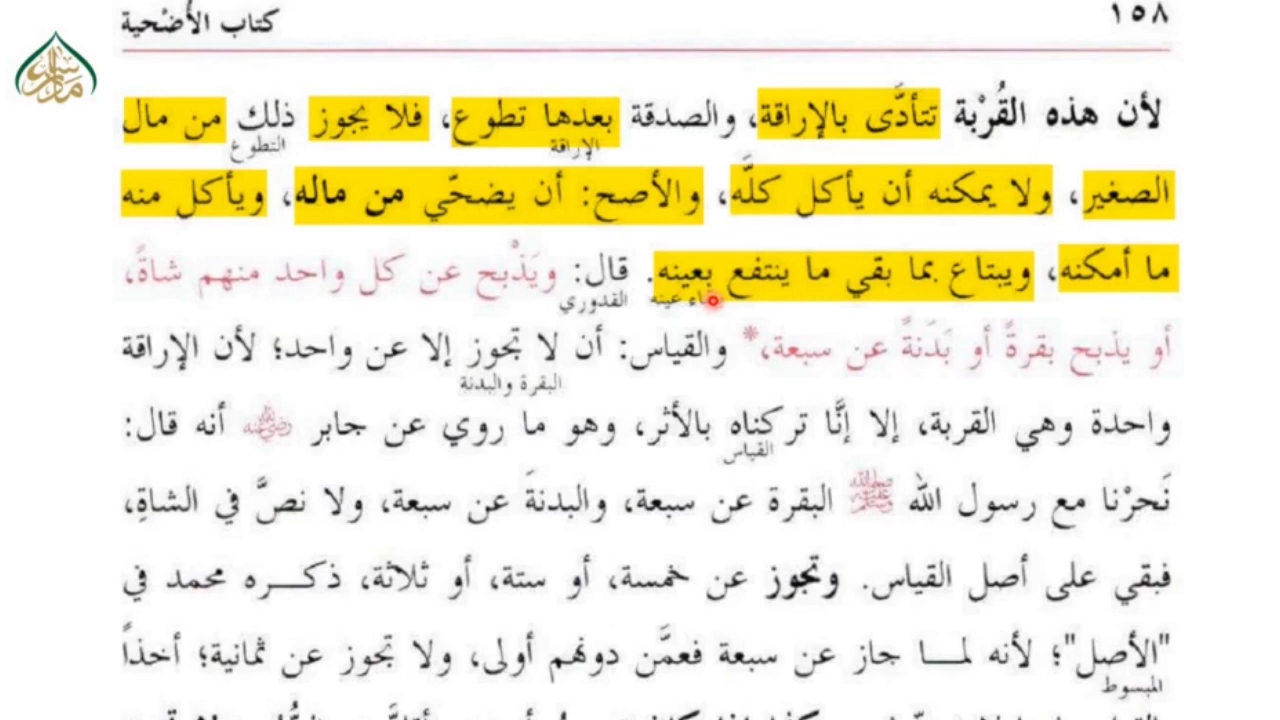 ١٥٨ كتاب الأُضْحية
لأن هذه القُرْبة تتأدَّى بالإراقة، والصدقة بعدها تطوع، فلا يجوز ذلك من مال
الإراقة التطوع
الصغير، ولا يمكنه أن يأكل كلَّه، والأصح: أن يضحّي من ماله، ويأكل منه
ما أمكنه، ويبتاع بما بقي ما ينتفع بعينه. قال: ويَذْبح عن كل واحد منهم شاةً،
عينه القدوري
أو يذبح بقرةً أو بَدَنةً عن سبعة،* والقياس: أن لا تجوز إلا عن واحد؛ لأن الإراقة
البقرة والبدنة
واحدة وهي القربة، إلا إنَّا تركناه بالأثر، وهو ما روي عن جابر رضي الله عنه أنه قال:
القياس
نَحرْنا مع رسول الله ﷺ البقرة عن سبعة، والبدنةَ عن سبعة، ولا نصَّ في الشاةِ،
فبقي على أصل القياس. وتجوز عن خمسة، أو ستة، أو ثلاثة، ذكره محمد في
"الأصل"؛ لأنه لما جاز عن سبعة فعمَّن دونهم أولى، ولا تجوز عن ثمانية؛ أخذاً
المبسوط